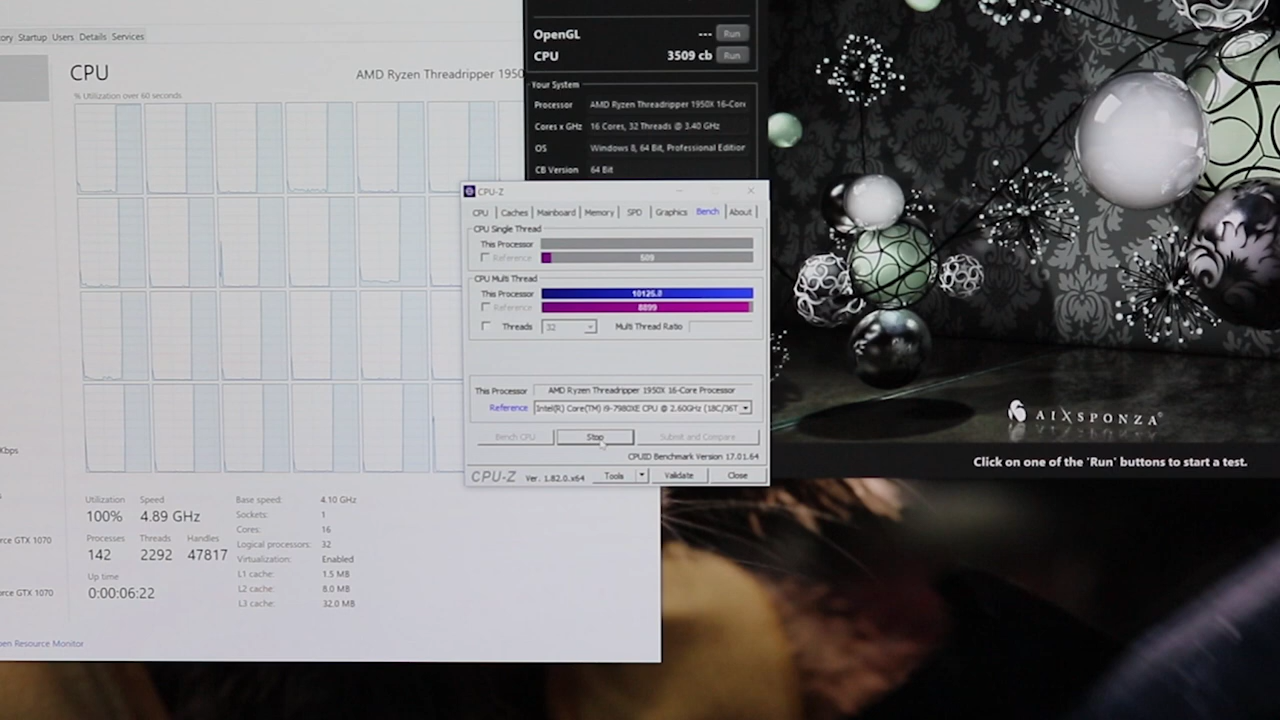 ory Startup Users Details Services
CPU
AMD Ryzen Threadripper 1950
% Utilization over 60 seconds
Kbps
rce GTX 1070
rce GTX 1070
Utilization Speed
100% 4.89 GHz
Processes Threads Handles
142 2292 47817
Up time
0:00:06:22
Base speed: 4.10 GHz
Sockets: 1
Cores: 16
Logical processors: 32
Virtualization: Enabled
L1 cache: 1.5 MB
L2 cache: 8.0 MB
L3 cache: 32.0 MB
pen Resource Monitor
OpenGL --- Run
CPU 3509 cb Run
Your System
Processor AMD Ryzen Threadripper 1950X 16-Core
Cores x GHz 16 Cores, 32 Threads @ 3.40 GHz
OS Windows 8, 64 Bit, Professional Edition
CB Version 64 Bit
CPU-Z
CPU Caches Mainboard Memory SPD Graphics Bench About
CPU Single Thread
This Processor
Reference 509
CPU Multi Thread
This Processor 10126.8
Reference 8899
Threads 32 Multi Thread Ratio
This Processor AMD Ryzen Threadripper 1950X 16-Core Processor
Reference Intel(R) Core(TM) i9-7980XE CPU @ 2.60GHz (18C/36T
Bench CPU Stop Submit and Compare
CPUID Benchmark Version 17.01.64
CPU-Z Ver. 1.82.0.x64 Tools Validate Close
AIXSPONZA®
Click on one of the 'Run' buttons to start a test.